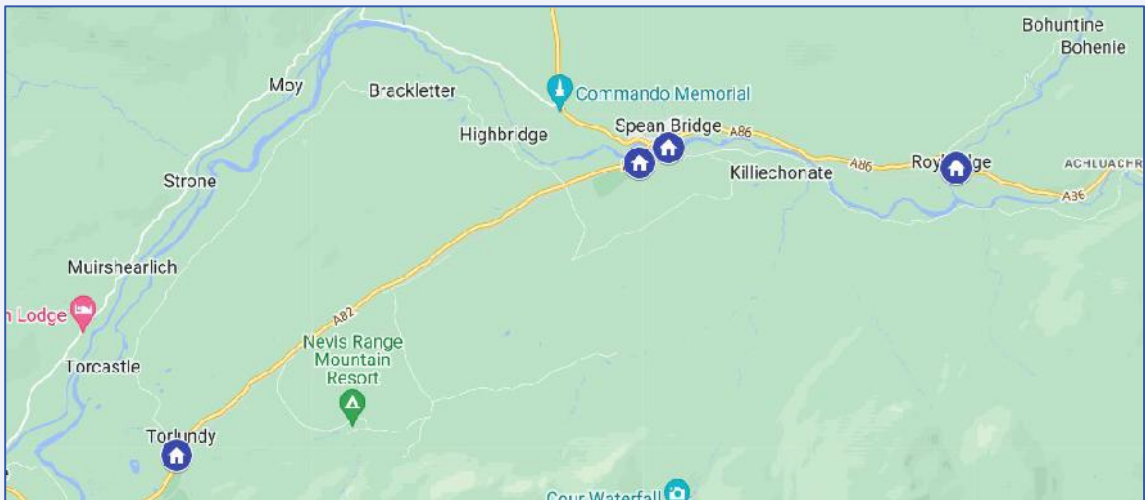 Bohuntine
Bohenie
Moy
Brackletter
Commando Memorial
Highbridge
Spean Bridge
A86
Killiechonate
A86
ACHLUACHR
A86
Strone
Muirshearlich
n Lodge
A82
Nevis Range
Mountain
Resort
Torcastle
Torlundy
Cour Waterfall